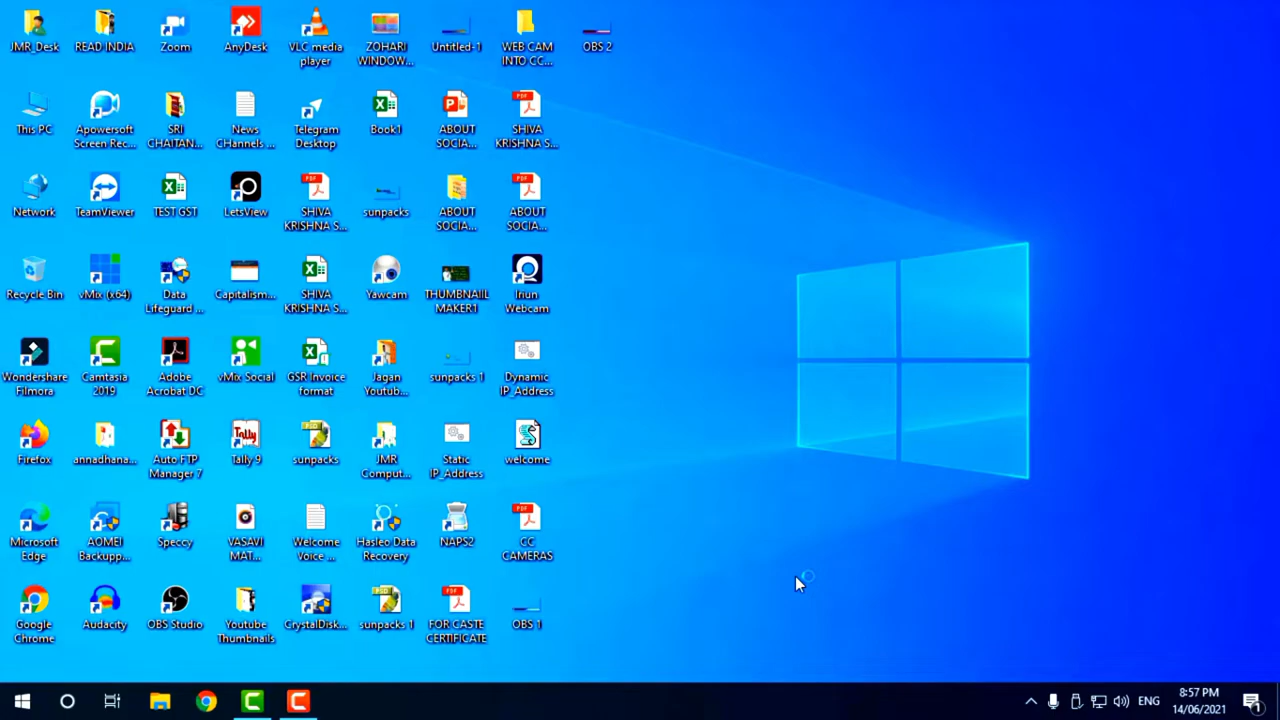 JMR_Desk
READ INDIA
Zoom
AnyDesk
VLC media
player
ZOHARI
WINDOW...
Untitled-1
WEB CAM
INTO CC...
OBS 2
This PC
Apowersoft
Screen Rec...
SRI
CHAITAN...
News
CHannels ...
Telegram
Desktop
Book1
ABOUT
SOCIA...
SHIVA
KRISHNA S...
Network
TeamViewer
TEST GST
LetsView
SHIVA
KRISHNA S...
sunpacks
ABOUT
SOCIA...
ABOUT
SOCIA...
Recycle Bin
vMix (x64)
Data
Lifeguard ...
Capitalism...
SHIVA
KRISHNA S...
Yawcam
THUMBNAIL
MAKER1
Iriun
Webcam
Wondershare
Filmora
Camtasia
2019
Adobe
Acrobat DC
vMix Social
GSR Invoice
format
Jagan
Youtub...
sunpacks 1
Dynamic
IP_Address
Firefox
annadhana...
Auto FTP
Manager 7
Tally 9
sunpacks
JMR
Comput...
Static
IP_Address
welcome
Microsoft
Edge
AOMEI
Backupp...
Speccy
VASAVI
MAT...
Welcome
Voice ...
Hasleo Data
Recovery
NAPS2
CC
CAMERAS
Google
Chrome
Audacity
OBS Studio
Youtube
Thumbnails
CrystalDisk...
sunpacks 1
FOR CASTE
CERTIFICATE
OBS 1
ENG
8:57 PM
14/06/2021
1